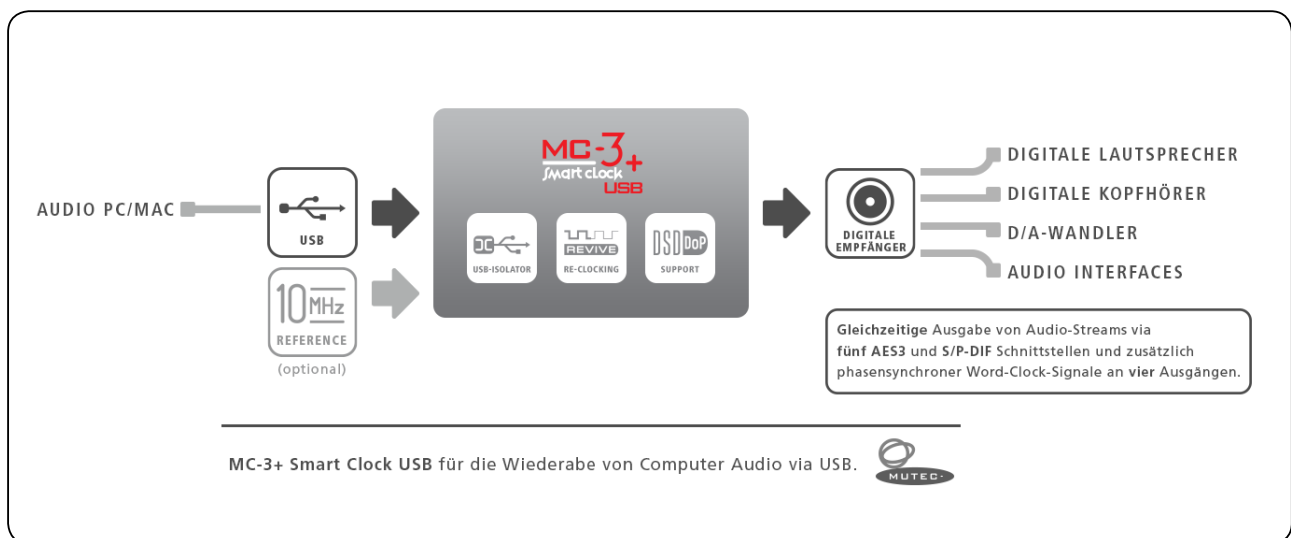 AUDIO PC/MAC
USB
10 MHz
REFERENCE
(optional)
MC-3+
smart clock
USB
USB-ISOLATOR
REVIVE
RE-CLOCKING
DSD DoP
SUPPORT
DIGITALE
EMPFÄNGER
DIGITALE LAUTSPRECHER
DIGITALE KOPFHÖRER
D/A-WANDLER
AUDIO INTERFACES
Gleichzeitige Ausgabe von Audio-Streams via
fünf AES3 und S/P-DIF Schnittstellen und zusätzlich
phasensynchroner Word-Clock-Signale an vier Ausgängen.
MC-3+ Smart Clock USB für die Wiederabe von Computer Audio via USB.
MUTEC